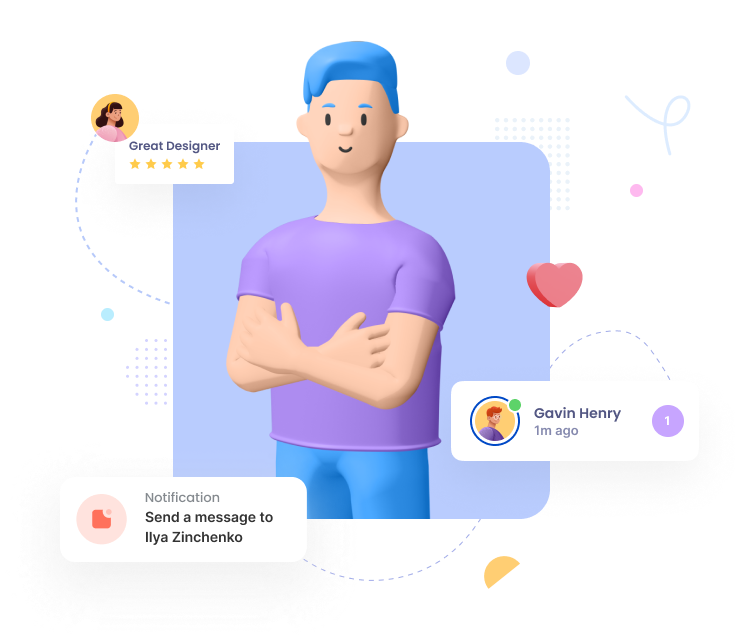 Great Designer
Gavin Henry
1m ago
1
Notification
Send a message to
Ilya Zinchenko